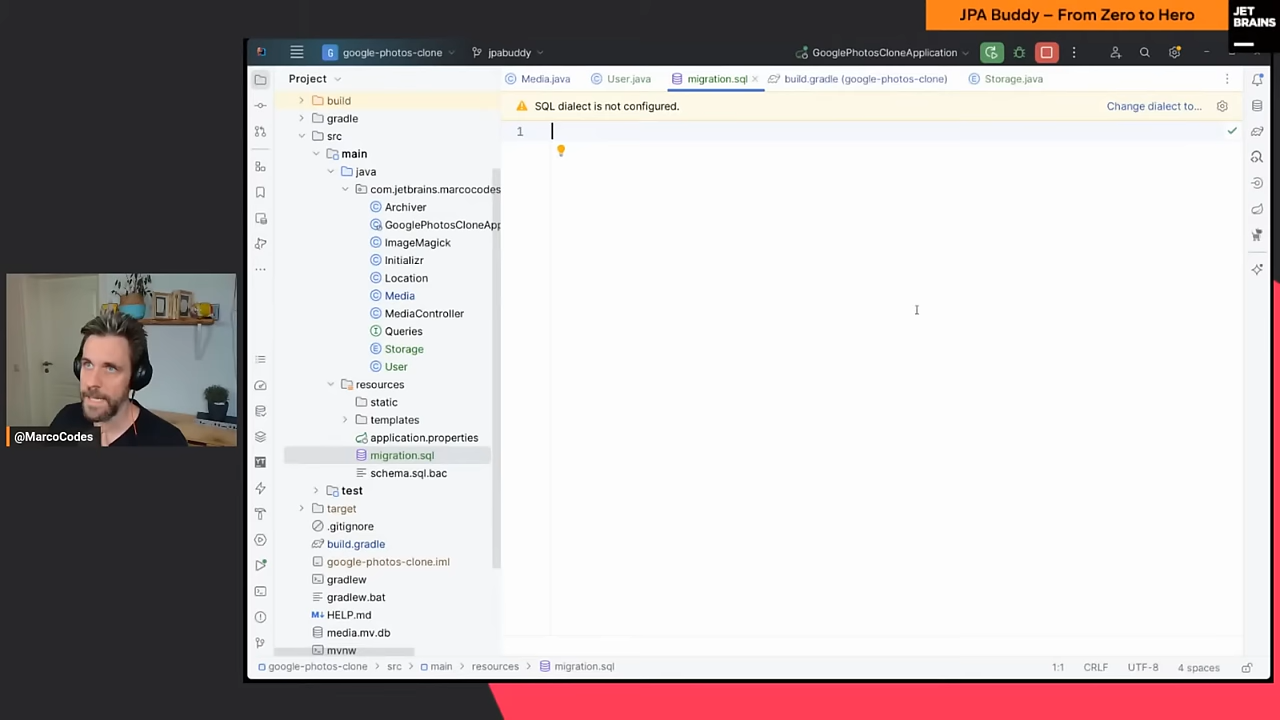 JPA Buddy – From Zero to Hero
JET
BRAINS
G google-photos-clone
jpabuddy
GooglePhotosCloneApplication
Project
Media.java
User.java
migration.sql
build.gradle (google-photos-clone)
Storage.java
build
SQL dialect is not configured.
Change dialect to...
gradle
1
src
main
java
com.jetbrains.marcocodes
Archiver
GooglePhotosCloneApp
ImageMagick
Initializr
Location
Media
MediaController
Queries
Storage
User
resources
static
templates
application.properties
migration.sql
schema.sql.bac
test
target
.gitignore
build.gradle
google-photos-clone.iml
gradlew
gradlew.bat
M↓ HELP.md
media.mv.db
mvnw
@MarcoCodes
google-photos-clone
src
main
resources
migration.sql
1:1
CRLF
UTF-8
4 spaces